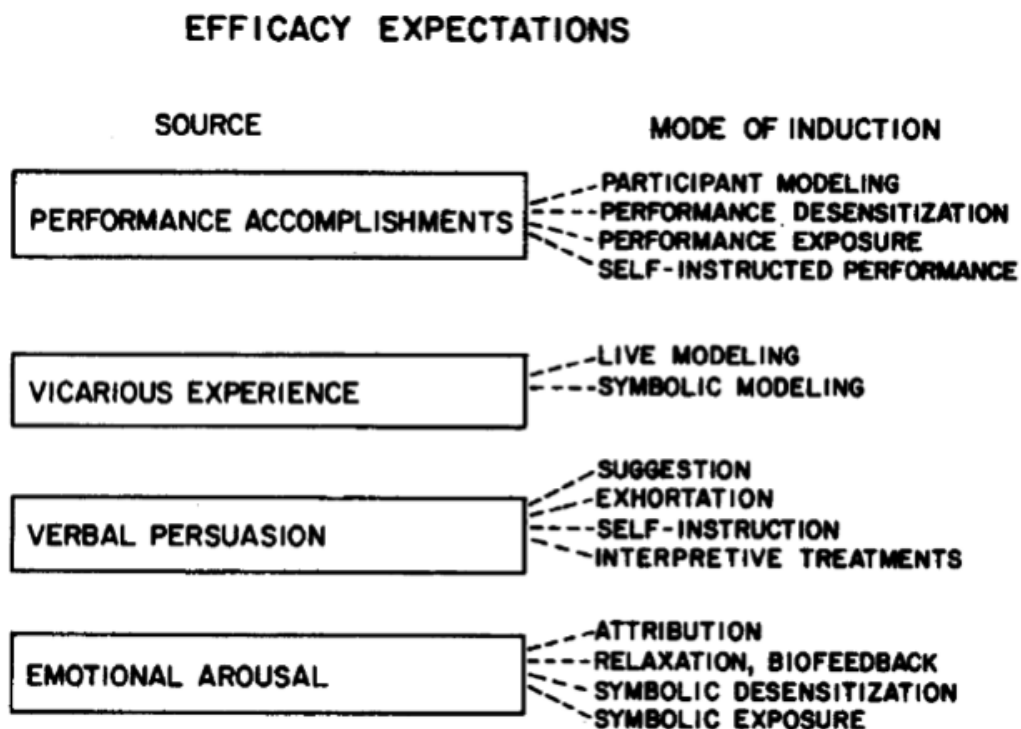 EFFICACY EXPECTATIONS
SOURCE
MODE OF INDUCTION
PERFORMANCE ACCOMPLISHMENTS
PARTICIPANT MODELING
PERFORMANCE DESENSITIZATION
PERFORMANCE EXPOSURE
SELF-INSTRUCTED PERFORMANCE
VICARIOUS EXPERIENCE
LIVE MODELING
SYMBOLIC MODELING
VERBAL PERSUASION
SUGGESTION
EXHORTATION
SELF-INSTRUCTION
INTERPRETIVE TREATMENTS
EMOTIONAL AROUSAL
ATTRIBUTION
RELAXATION, BIOFEEDBACK
SYMBOLIC DESENSITIZATION
SYMBOLIC EXPOSURE